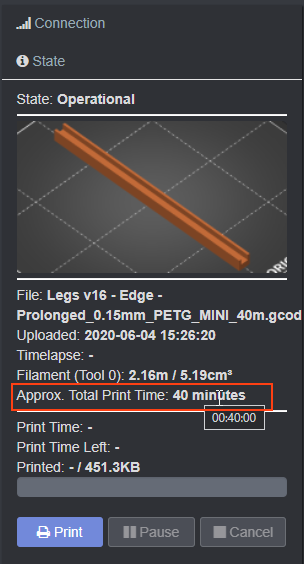 Connection
State
State: Operational
ORIG
File: Legs v16 - Edge -
Prolonged_0.15mm_PETG_MINI_40m.gcod
Uploaded: 2020-06-04 15:26:20
Timelapse: -
Filament (Tool 0): 2.16m / 5.19cm³
Approx. Total Print Time: 40 minutes
00:40:00
Print Time: -
Print Time Left: -
Printed: - / 451.3KB
Print
Pause
Cancel